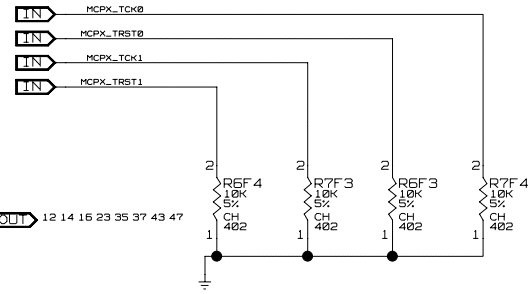 IN MCPX_TCK0
IN MCPX_TRST0
IN MCPX_TCK1
IN MCPX_TRST1
2 2 2 2
R6F4 R7F3 R6F3 R7F4
10K 10K 10K 10K
5% 5% 5% 5%
OUT 12 14 16 23 35 37 43 47
CH CH CH CH
1 402 1 402 1 402 1 402